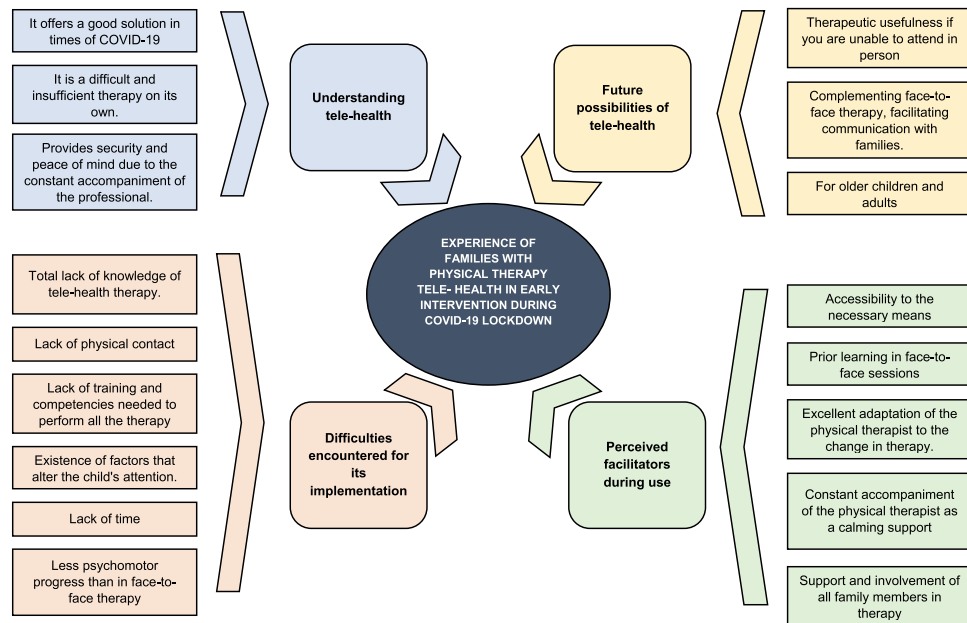 It offers a good solution in
times of COVID-19
It is a difficult and
insufficient therapy on its
own.
Provides security and
peace of mind due to the
constant accompaniment of
the professional.
Understanding
tele-health
Future
possibilities of
tele-health
Therapeutic usefulness if
you are unable to attend in
person
Complementing face-to-
face therapy, facilitating
communication with
families.
For older children and
adults
EXPERIENCE OF
FAMILIES WITH
PHYSICAL THERAPY
TELE- HEALTH IN EARLY
INTERVENTION DURING
COVID-19 LOCKDOWN
Total lack of knowledge of
tele-health therapy.
Lack of physical contact
Lack of training and
competencies needed to
perform all the therapy
Existence of factors that
alter the child's attention.
Lack of time
Less psychomotor
progress than in face-to-
face therapy
Difficulties
encountered for
its
implementation
Perceived
facilitators
during use
Accessibility to the
necessary means
Prior learning in face-to-
face sessions
Excellent adaptation of the
physical therapist to the
change in therapy.
Constant accompaniment
of the physical therapist as
a calming support
Support and involvement of
all family members in
therapy